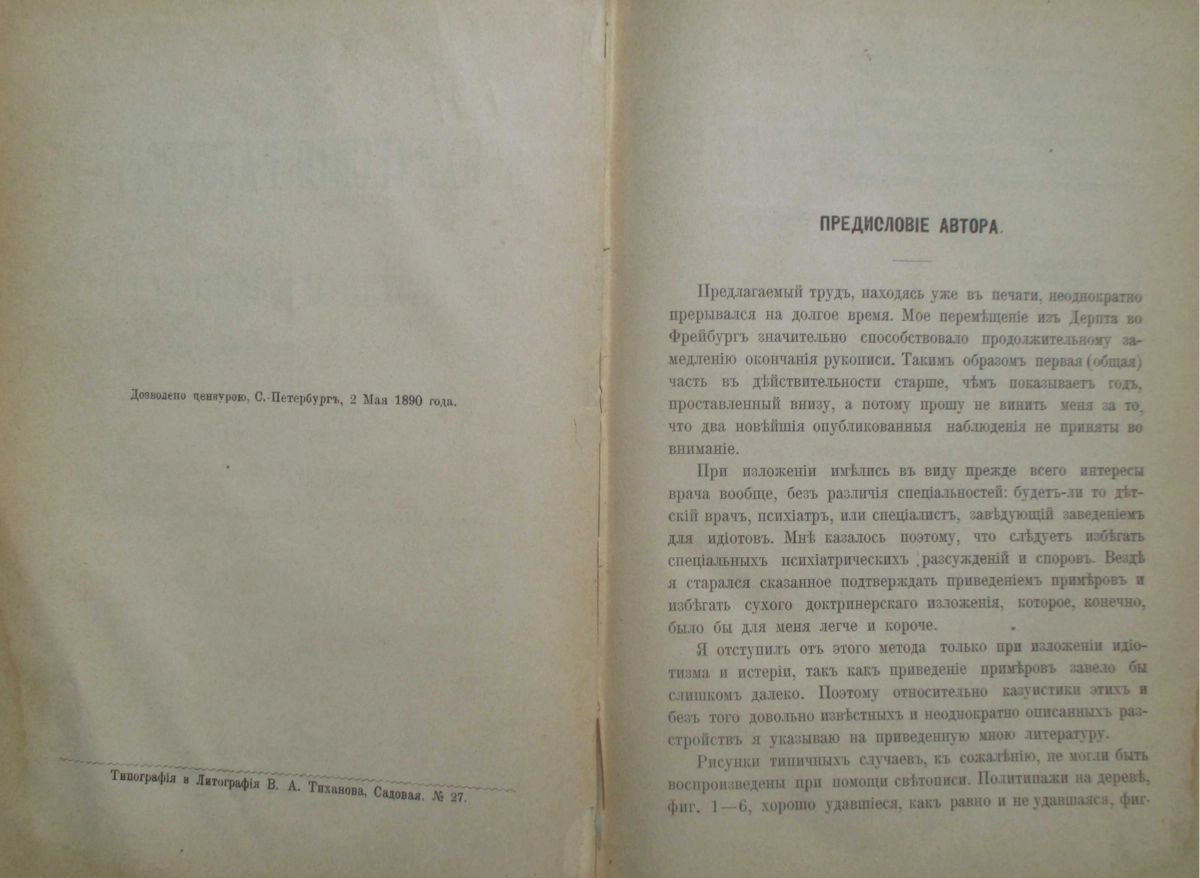 Дозволено цензурою, С.-Петербургъ, 2 Мая 1890 года.
Типографія и Литографія В. А. Тиханова, Садовая, № 27.
ПРЕДИСЛОВІЕ АВТОРА.
Предлагаемый трудъ, находясь уже въ печати, неоднократно
прерывался на долгое время. Мое перемѣщеніе изъ Дерпта во
Фрейбургъ значительно способствовало продолжительному за-
медленію окончанія рукописи. Такимъ образомъ первая (общая)
часть въ дѣйствительности старше, чѣмъ показываетъ годъ,
проставленный внизу, а потому прошу не винить меня за то,
что два новѣйшія опубликованныя наблюденія не приняты во
вниманіе.
При изложеніи имѣлись въ виду прежде всего интересы
врача вообще, безъ различія спеціальностей: будетъ-ли то дѣт-
скій врач, психіатръ, или спеціалистъ, завѣдующій заведеніемъ
для идіотовъ. Мнѣ казалось поэтому, что слѣдуетъ избѣгать
спеціальныхъ психіатрическихъ разсужденій и споровъ. Вездѣ
я старался сказанное подтверждать приведеніемъ примѣровъ и
избѣгать сухого доктринерскаго изложенія, которое, конечно,
было бы для меня легче и короче.
Я отступилъ отъ этого метода только при изложеніи идіо-
тизма и истеріи, такъ какъ приведеніе примѣровъ завело бы
слишкомъ далеко. Поэтому относительно казуистики этихъ и
безъ того довольно извѣстныхъ и неоднократно описанныхъ раз-
стройствъ я указываю на приведенную мною литературу.
Рисунки типичныхъ случаевъ, къ сожалѣнію, не могли быть
воспроизведены при помощи свѣтописи. Политипажи на деревѣ,
фиг. 1—6, хорошо удавшіеся, какъ равно и не удавшаяся, фиг-